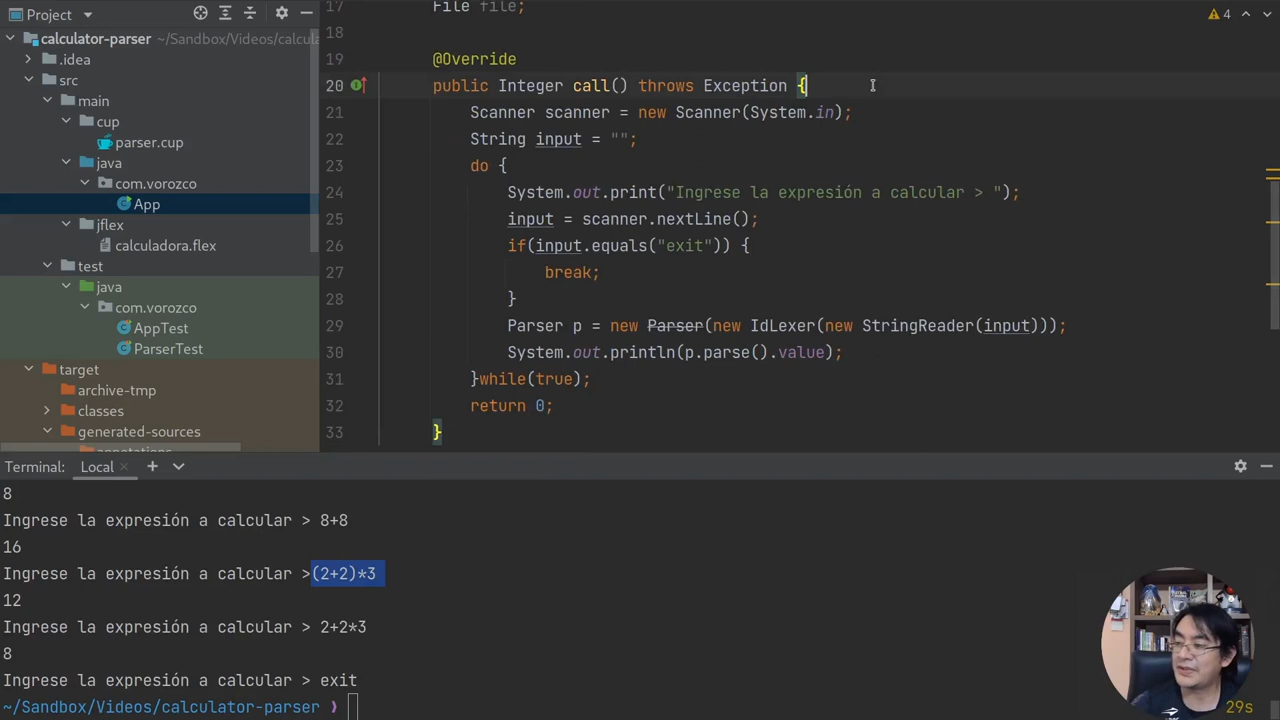 Project
calculator-parser ~/Sandbox/Videos/calcula
.idea
src
main
cup
parser.cup
java
com.vorozco
App
jflex
calculadora.flex
test
java
com.vorozco
AppTest
ParserTest
target
archive-tmp
classes
generated-sources
annotations
4
17 File file;
18
19 @Override
20 public Integer call() throws Exception {
21 Scanner scanner = new Scanner(System.in);
22 String input = "";
23 do {
24 System.out.print("Ingrese la expresión a calcular > ");
25 input = scanner.nextLine();
26 if(input.equals("exit")) {
27 break;
28 }
29 Parser p = new Parser(new IdLexer(new StringReader(input)));
30 System.out.println(p.parse().value);
31 }while(true);
32 return 0;
33 }
Terminal: Local
8
Ingrese la expresión a calcular > 8+8
16
Ingrese la expresión a calcular >(2+2)*3
12
Ingrese la expresión a calcular > 2+2*3
8
Ingrese la expresión a calcular > exit
~/Sandbox/Videos/calculator-parser ❯
29s